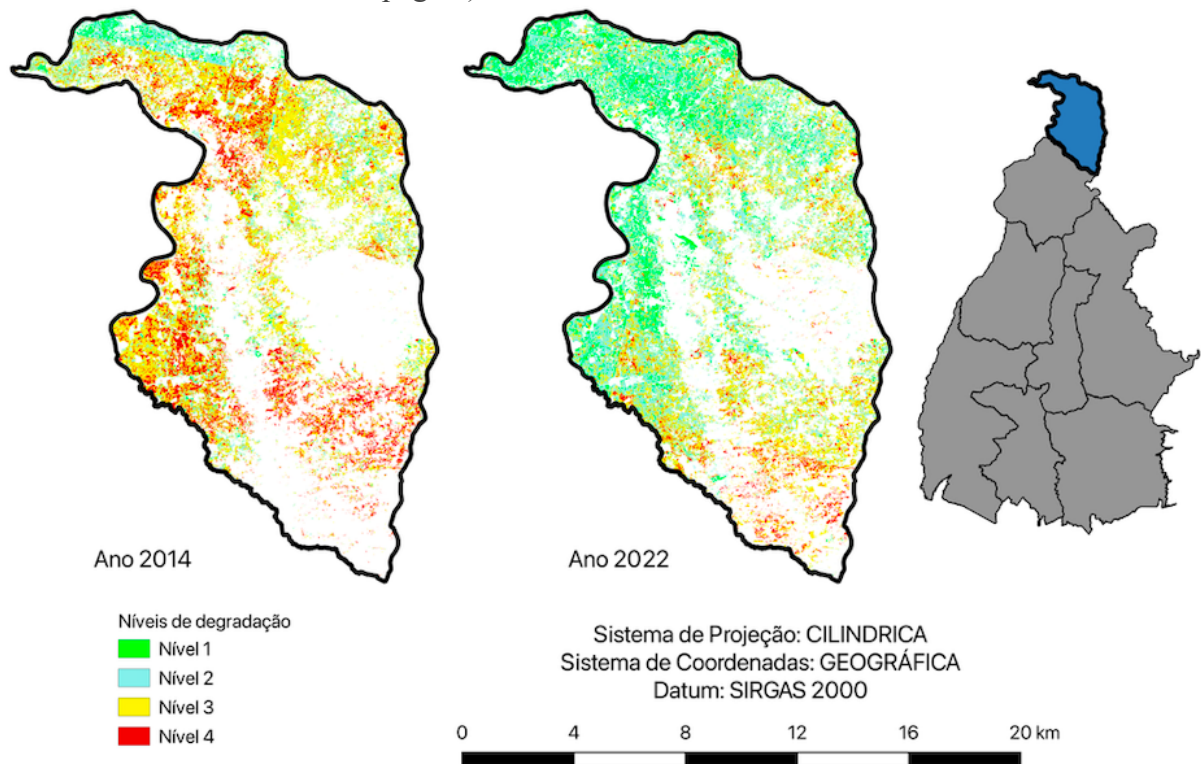 Ano 2014
Ano 2022
Níveis de degradação
Nível 1
Nível 2
Nível 3
Nível 4
Sistema de Projeção: CILINDRICA
Sistema de Coordenadas: GEOGRÁFICA
Datum: SIRGAS 2000
0 4 8 12 16 20 km